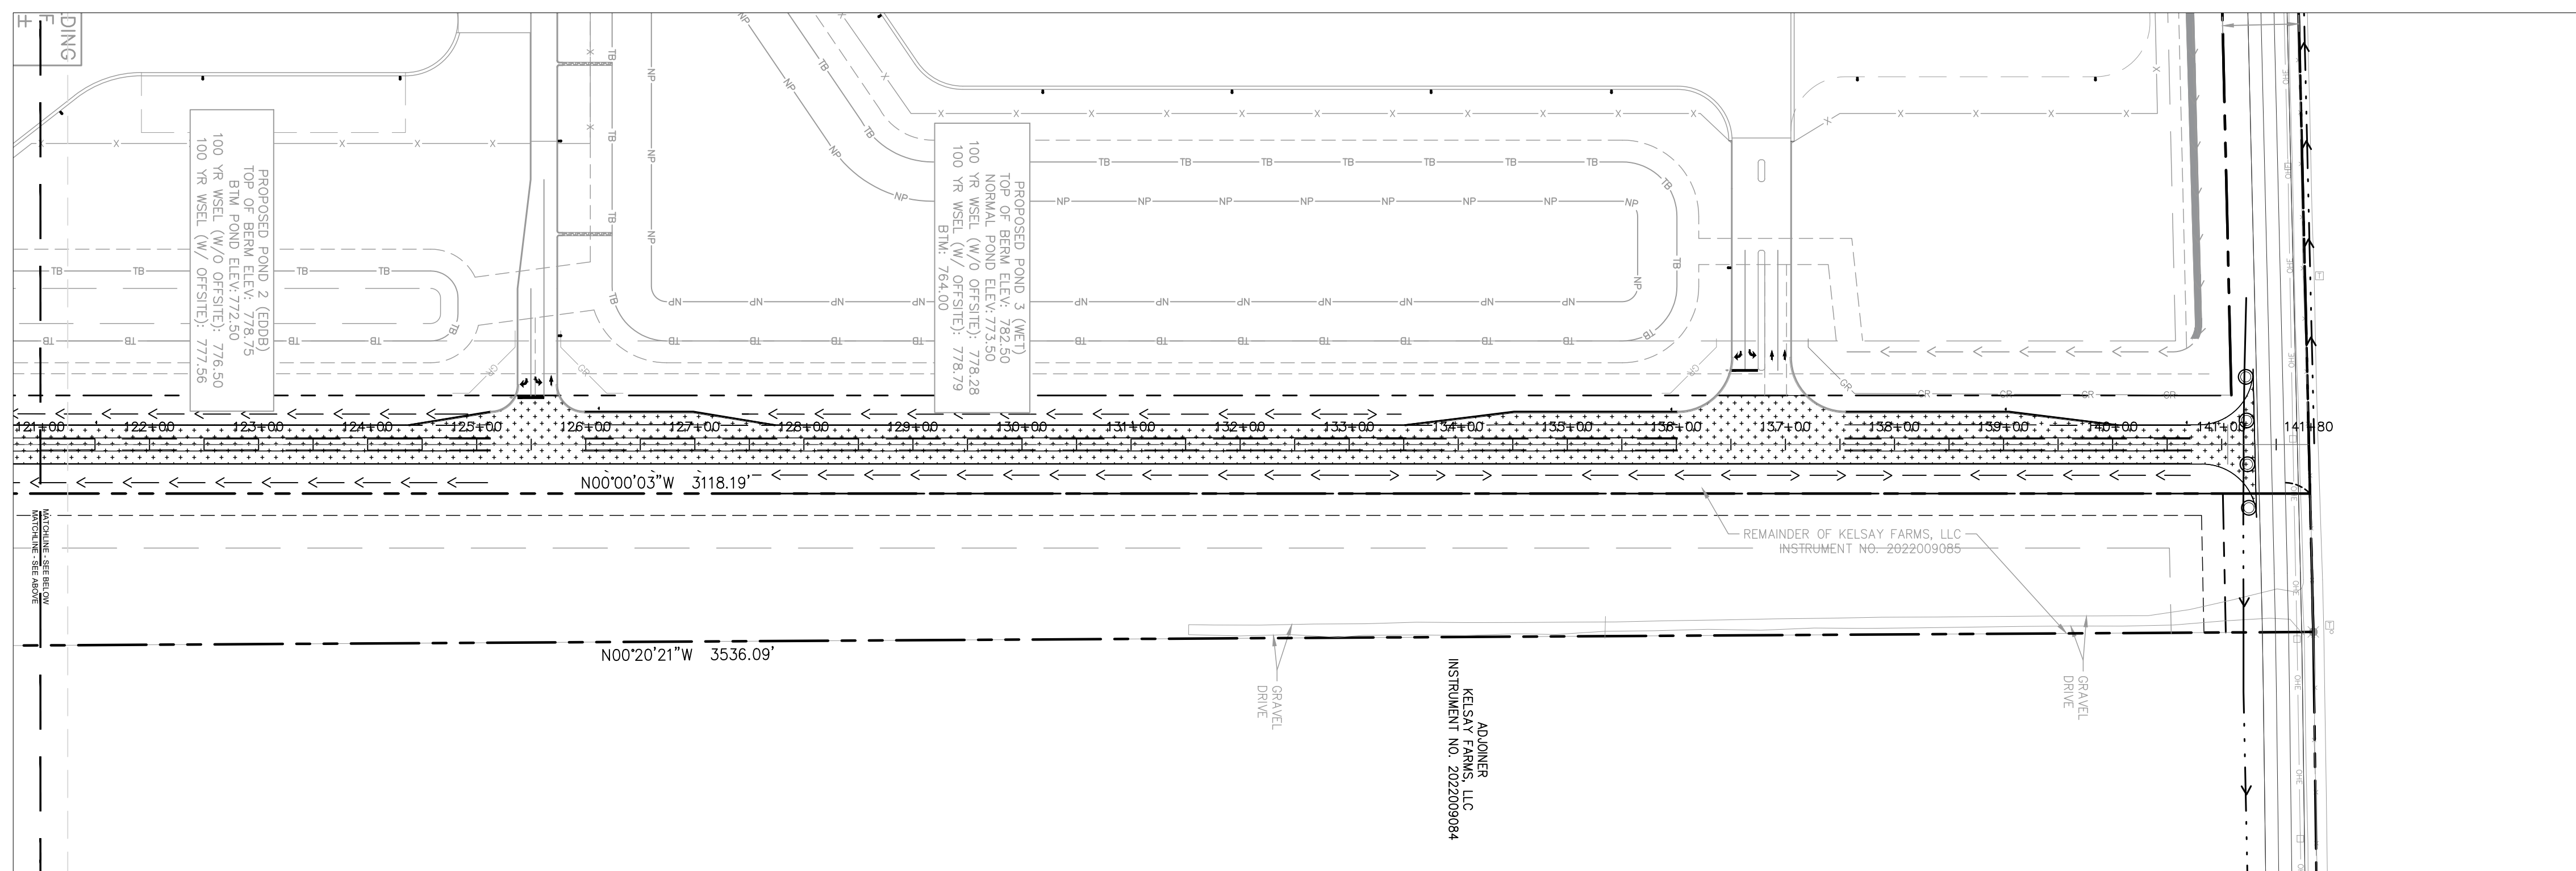 DING
PROPOSED POND 2 (EDDB)
TOP OF BERM ELEV: 778.75
BTM POND ELEV: 772.50
100 YR WSEL (W/O OFFSITE): 776.50
100 YR WSEL (W/ OFFSITE): 777.56
PROPOSED POND 3 (WET)
TOP OF BERM ELEV: 782.50
NORMAL POND ELEV: 773.50
100 YR WSEL (W/O OFFSITE): 778.28
100 YR WSEL (W/ OFFSITE): 778.79
BTM: 764.00
121+00 122+00 123+00 124+00 125+00 126+00 127+00 128+00 129+00 130+00 131+00 132+00 133+00 134+00 135+00 136+00 137+00 138+00 139+00 140+00 141+00 141+80
N00°00'03"W 3118.19'
MATCHLINE - SEE BELOW
MATCHLINE - SEE ABOVE
REMAINDER OF KELSAY FARMS, LLC
INSTRUMENT NO. 2022009085
N00°20'21"W 3536.09'
GRAVEL
DRIVE
ADJOINER
KELSAY FARMS, LLC
INSTRUMENT NO. 2022009084
GRAVEL
DRIVE
TB
NP
X
GR
OHE